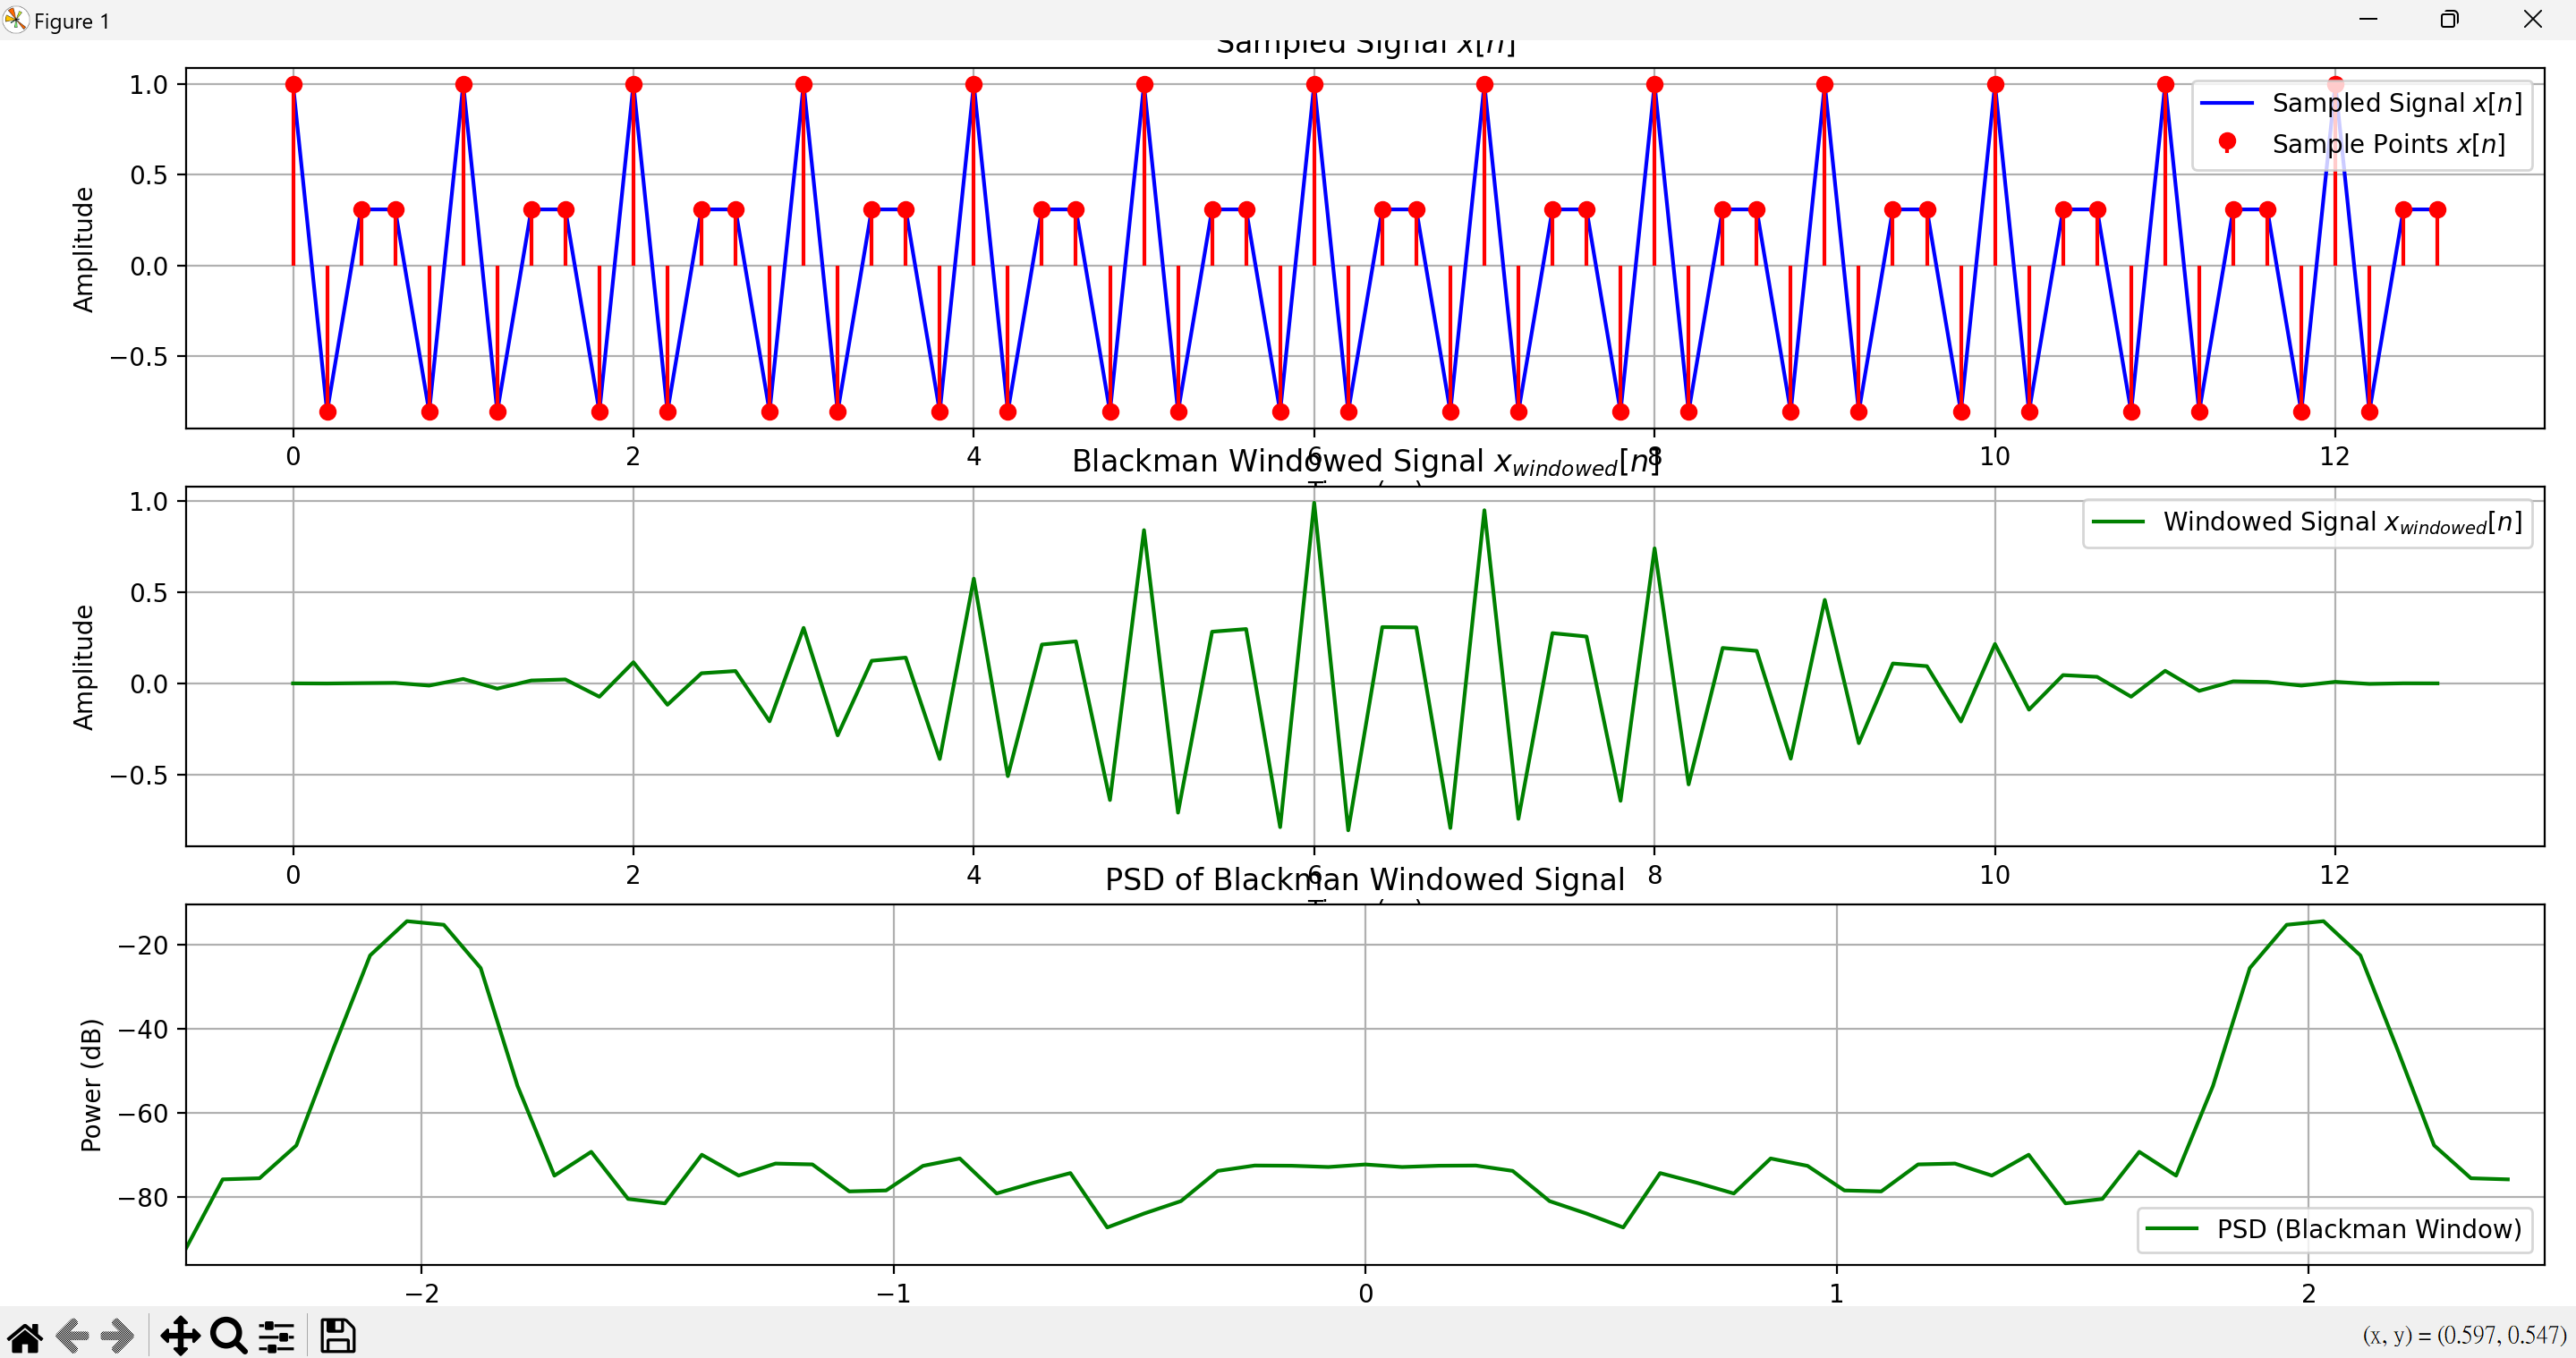 Figure 1
Sampled Signal x[n]
1.0
0.5
0.0
−0.5
Amplitude
Sampled Signal x[n]
Sample Points x[n]
0 2 4 6 8 10 12
Blackman Windowed Signal x_windowed[n]
1.0
0.5
0.0
−0.5
Amplitude
Windowed Signal x_windowed[n]
0 2 4 6 8 10 12
PSD of Blackman Windowed Signal
−20
−40
−60
−80
Power (dB)
PSD (Blackman Window)
−2 −1 0 1 2
(x, y) = (0.597, 0.547)